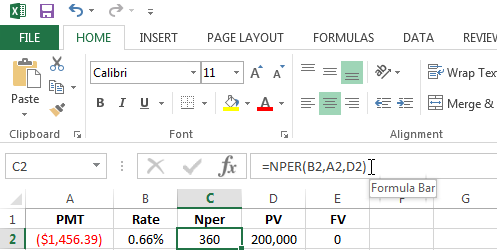 FILE HOME INSERT PAGE LAYOUT FORMULAS DATA REVIE
Calibri 11 A A Wrap Tex
Paste B I U A Merge &
Clipboard Font Alignment
C2 fx =NPER(B2,A2,D2)
Formula Bar
A B C D E F G
1 PMT Rate Nper PV FV
2 ($1,456.39) 0.66% 360 200,000 0